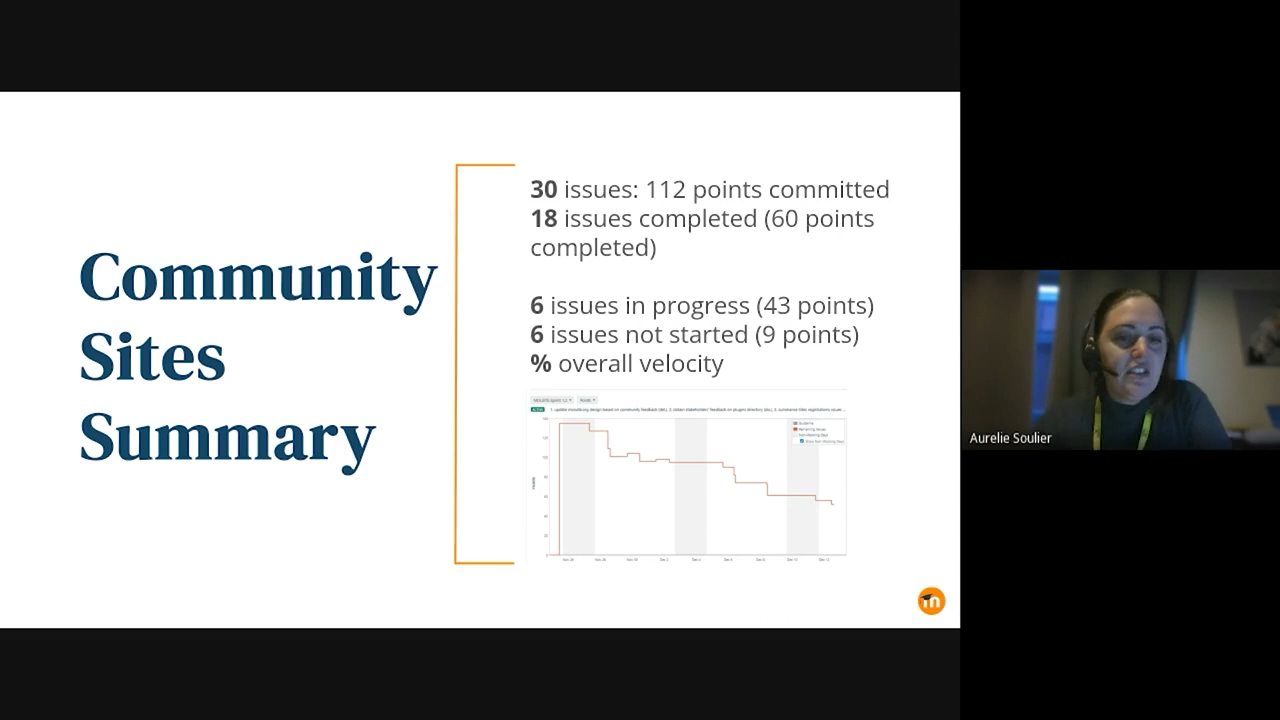 Community
Sites
Summary
30 issues: 112 points committed
18 issues completed (60 points
completed)
6 issues in progress (43 points)
6 issues not started (9 points)
% overall velocity
Aurelie Soulier